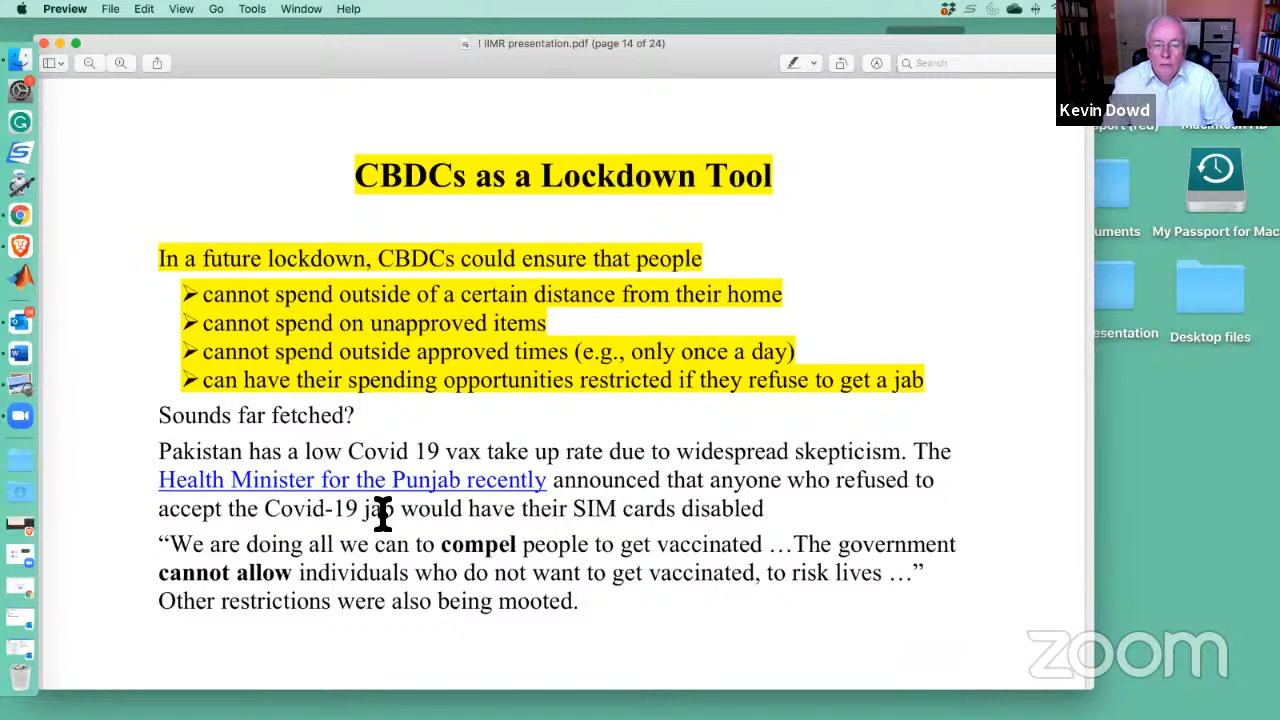 Preview File Edit View Go Tools Window Help
! IIMR presentation.pdf (page 14 of 24)
Search
Kevin Dowd
CBDCs as a Lockdown Tool
In a future lockdown, CBDCs could ensure that people
➢cannot spend outside of a certain distance from their home
➢cannot spend on unapproved items
➢cannot spend outside approved times (e.g., only once a day)
➢can have their spending opportunities restricted if they refuse to get a jab
Sounds far fetched?
Pakistan has a low Covid 19 vax take up rate due to widespread skepticism. The
Health Minister for the Punjab recently announced that anyone who refused to
accept the Covid-19 jab would have their SIM cards disabled
“We are doing all we can to compel people to get vaccinated …The government
cannot allow individuals who do not want to get vaccinated, to risk lives …”
Other restrictions were also being mooted.
My Passport for Mac
Desktop files
zoom